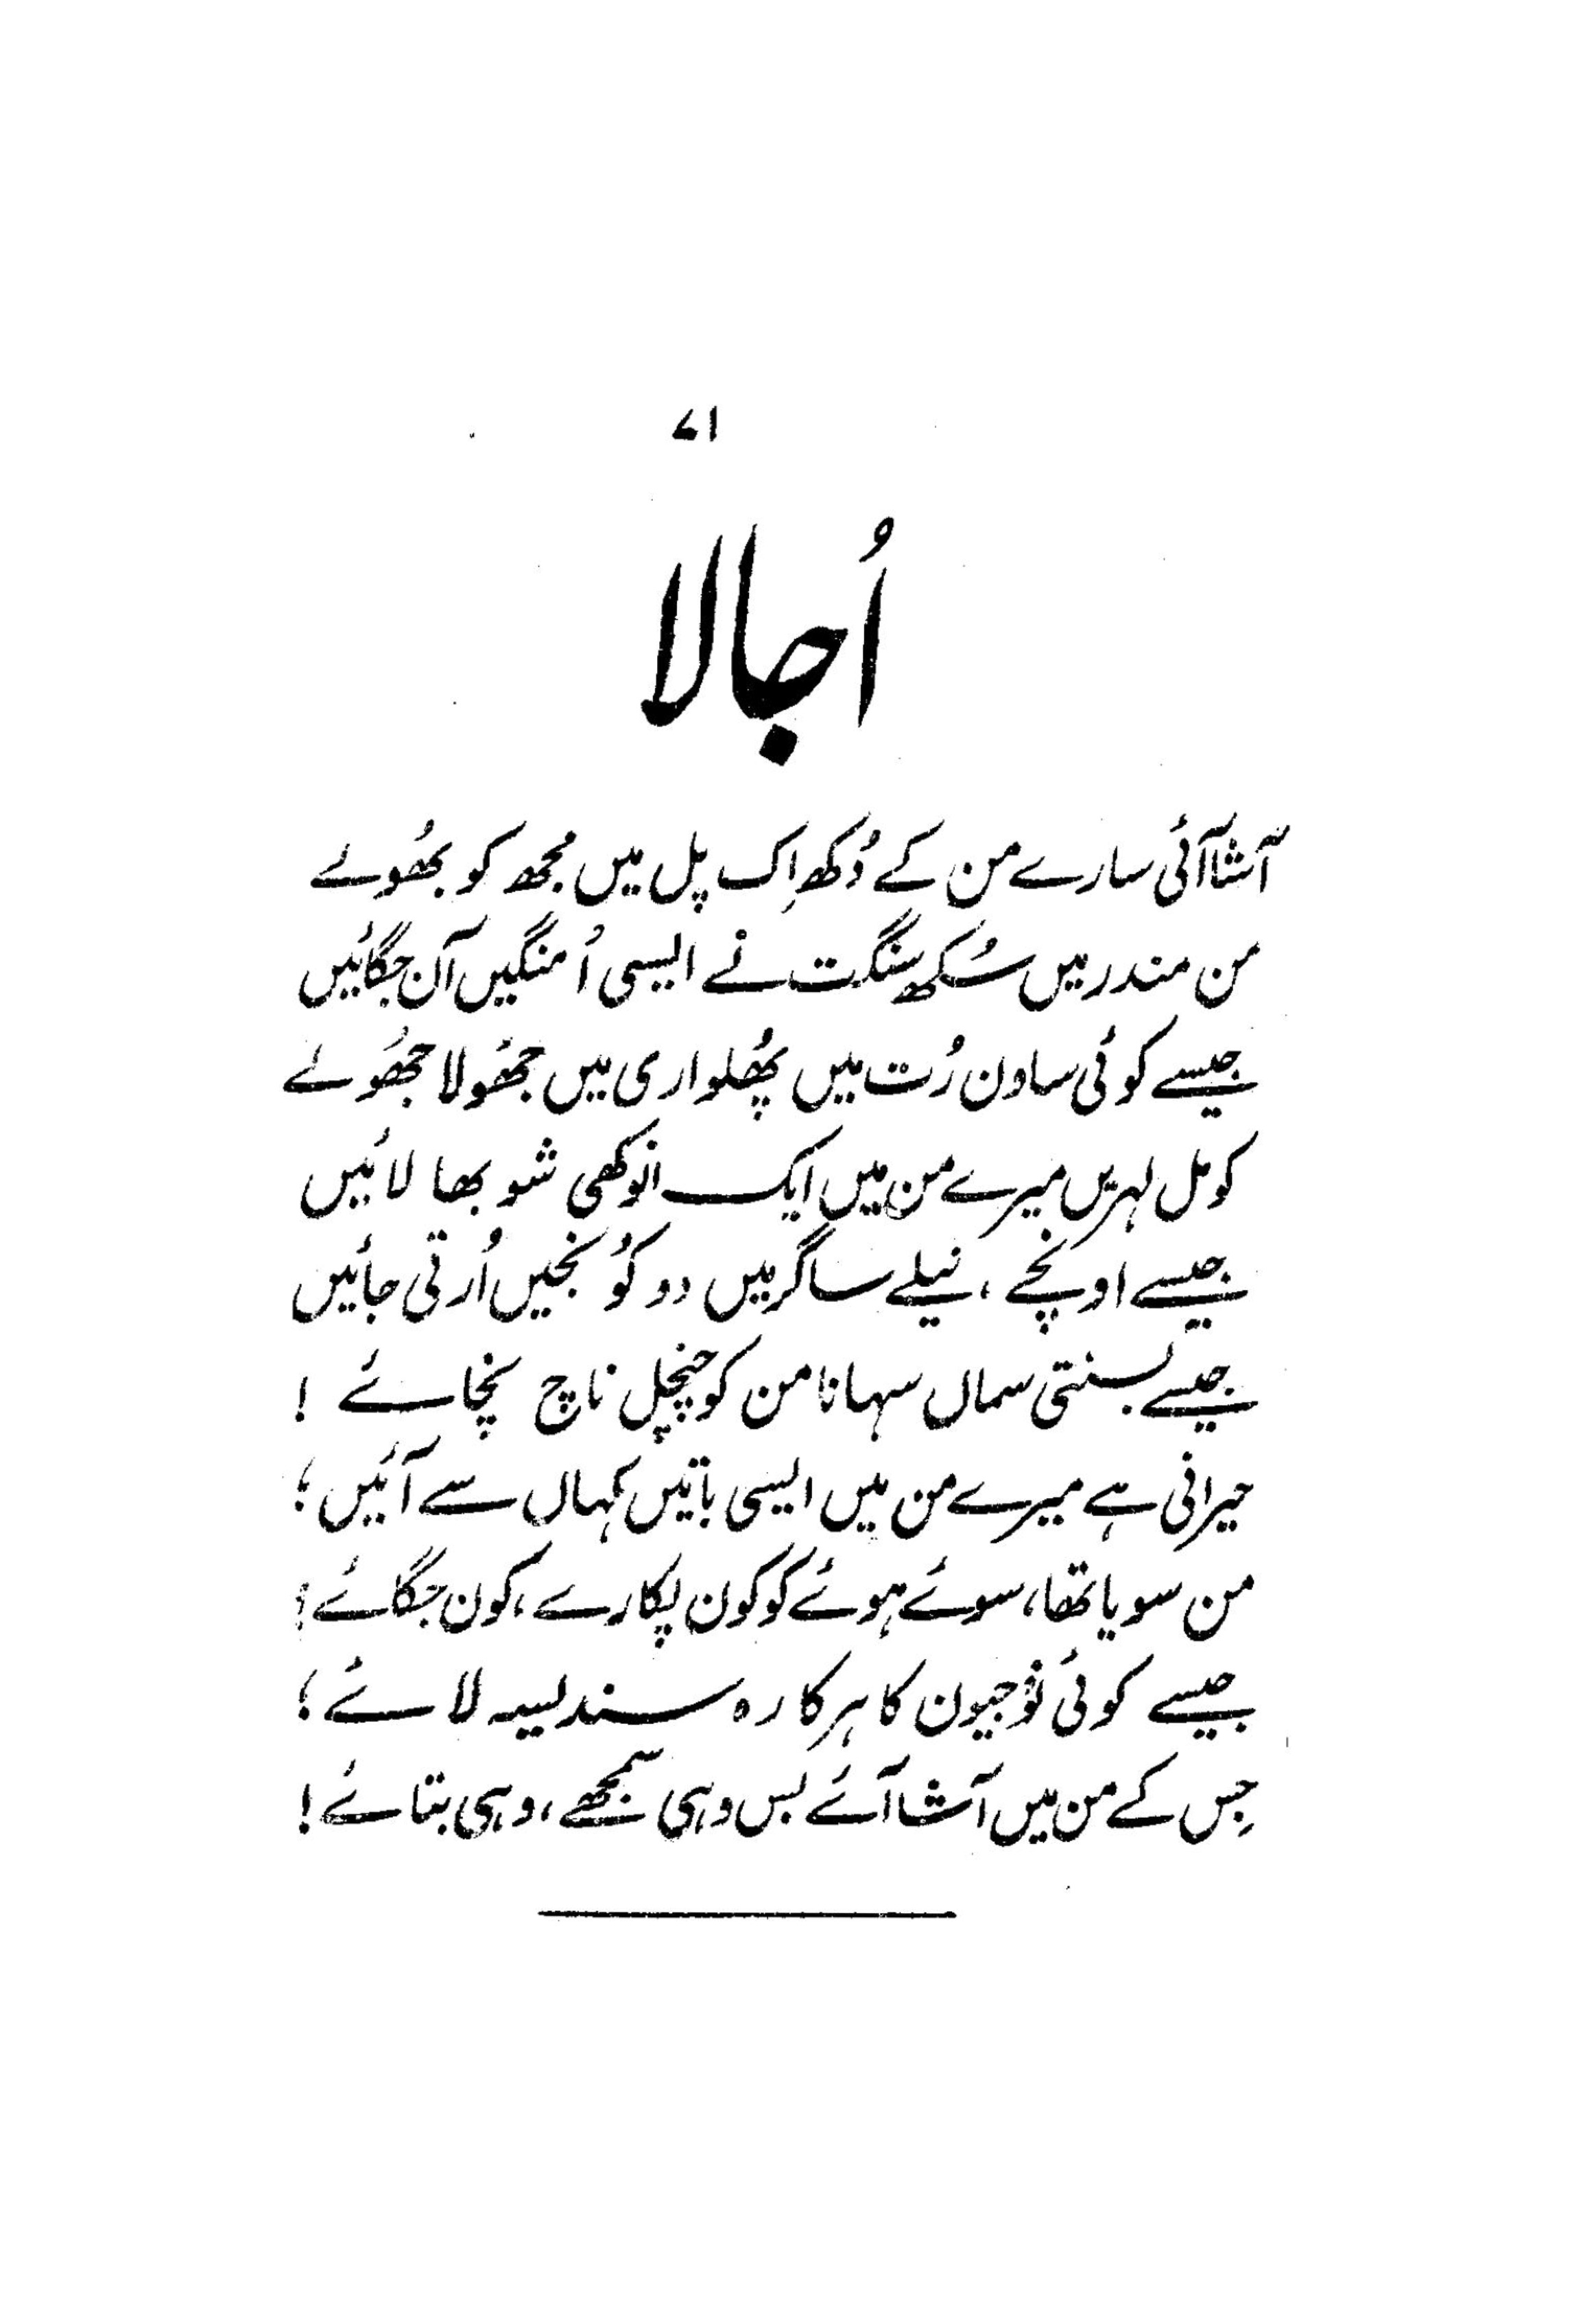 ۷۱
اُجالا
آشا آئی سارے من کے دُکھ اِک پل میں مجھ کو بھُولے
من مندر میں سُکھ سنگت نے ایسی اُمنگیں آن جگائیں
جیسے کوئی ساون رُت میں پھُلواری میں جھُولا جھُولے
کومل لہریں میرے من میں ایک انوکھی شوبھا لائیں
جیسے اونچے، نیلے ساگر میں دو کُونجیں اُڑتی جائیں
جیسے بسنتی سماں سہانا من کو چنچل ناچ نچائے!
حیرانی ہے میرے من میں ایسی باتیں کہاں سے آئیں؛
من سویا تھا، سوئے ہوئے کو کون پکارے، کون جگائے؛
جیسے کوئی نَوجیون کا ہرکارہ سندیسہ لائے؛
جِس کے من میں آشا آئے بس وہی سمجھے، وہی بتائے!